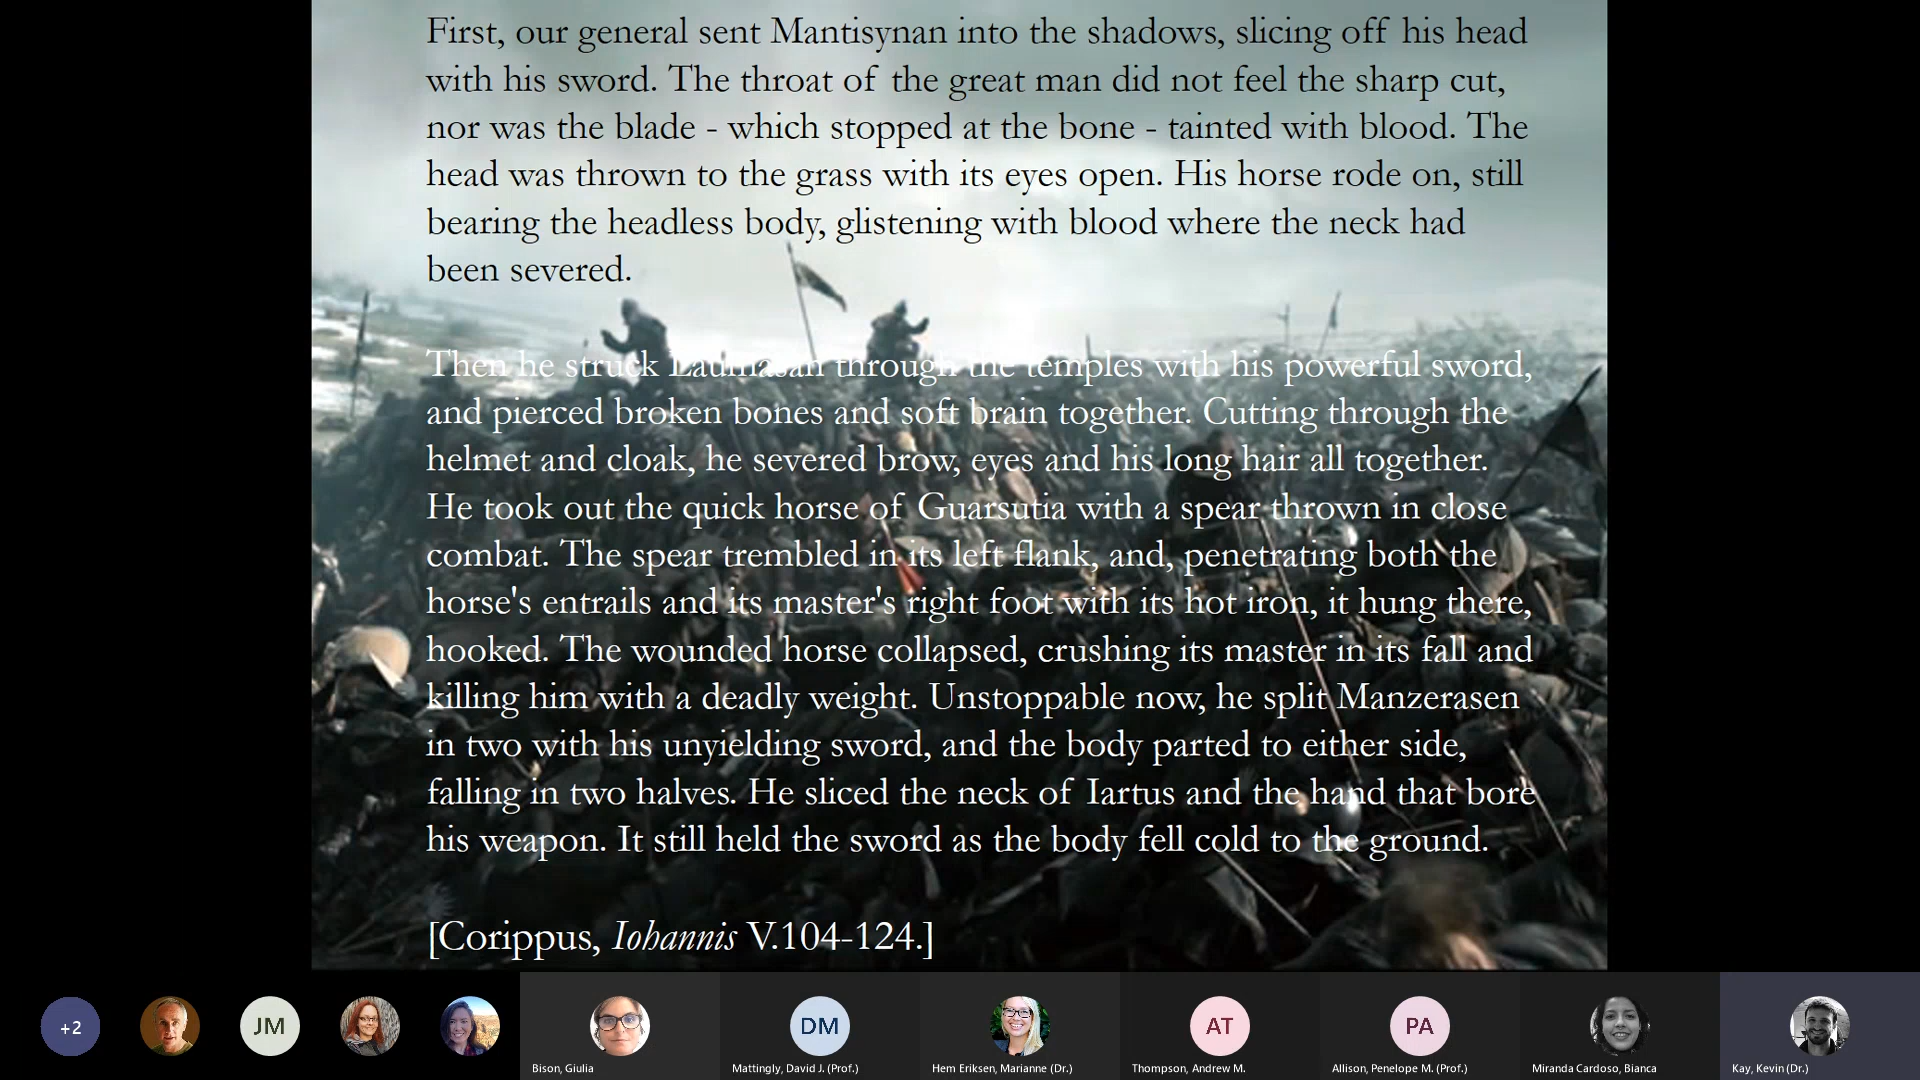 First, our general sent Mantisynan into the shadows, slicing off his head
with his sword. The throat of the great man did not feel the sharp cut,
nor was the blade - which stopped at the bone - tainted with blood. The
head was thrown to the grass with its eyes open. His horse rode on, still
bearing the headless body, glistening with blood where the neck had
been severed.
Then he struck Laumasan through the temples with his powerful sword,
and pierced broken bones and soft brain together. Cutting through the
helmet and cloak, he severed brow, eyes and his long hair all together.
He took out the quick horse of Guarsutia with a spear thrown in close
combat. The spear trembled in its left flank, and, penetrating both the
horse's entrails and its master's right foot with its hot iron, it hung there,
hooked. The wounded horse collapsed, crushing its master in its fall and
killing him with a deadly weight. Unstoppable now, he split Manzerasen
in two with his unyielding sword, and the body parted to either side,
falling in two halves. He sliced the neck of Iartus and the hand that bore
his weapon. It still held the sword as the body fell cold to the ground.
[Corippus, Iohannis V.104-124.]
+2 JM DM AT PA
Bison, Giulia Mattingly, David J. (Prof.) Hem Eriksen, Marianne (Dr.) Thompson, Andrew M. Allison, Penelope M. (Prof.) Miranda Cardoso, Bianca Kay, Kevin (Dr.)